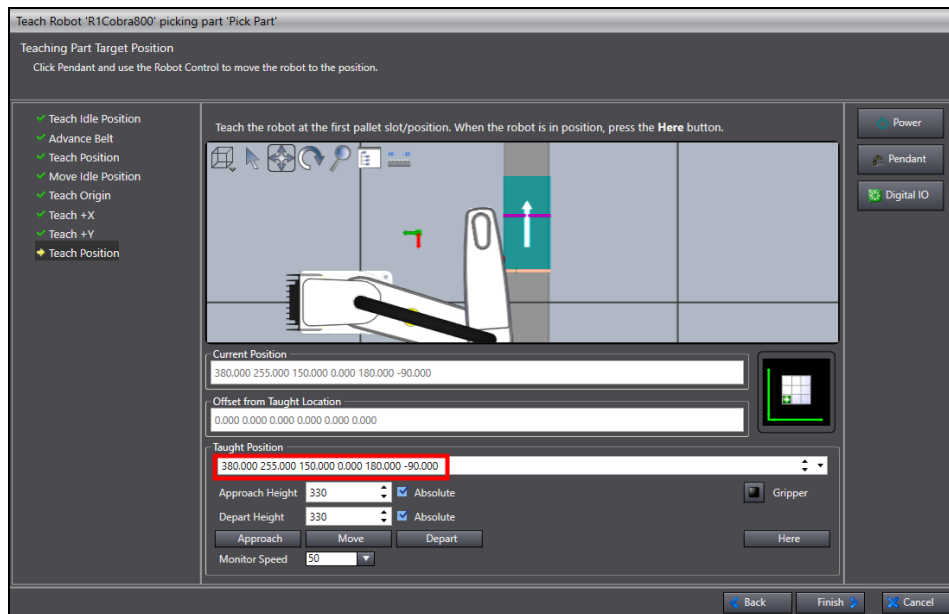 Teach Robot 'R1Cobra800' picking part 'Pick Part'
Teaching Part Target Position
Click Pendant and use the Robot Control to move the robot to the position.
Teach Idle Position
Advance Belt
Teach Position
Move Idle Position
Teach Origin
Teach +X
Teach +Y
Teach Position
Teach the robot at the first pallet slot/position. When the robot is in position, press the Here button.
Power
Pendant
Digital IO
Current Position
380.000 255.000 150.000 0.000 180.000 -90.000
Offset from Taught Location
0.000 0.000 0.000 0.000 0.000 0.000
Taught Position
380.000 255.000 150.000 0.000 180.000 -90.000
Approach Height 330 Absolute
Gripper
Depart Height 330 Absolute
Approach Move Depart Here
Monitor Speed 50
Back Finish Cancel